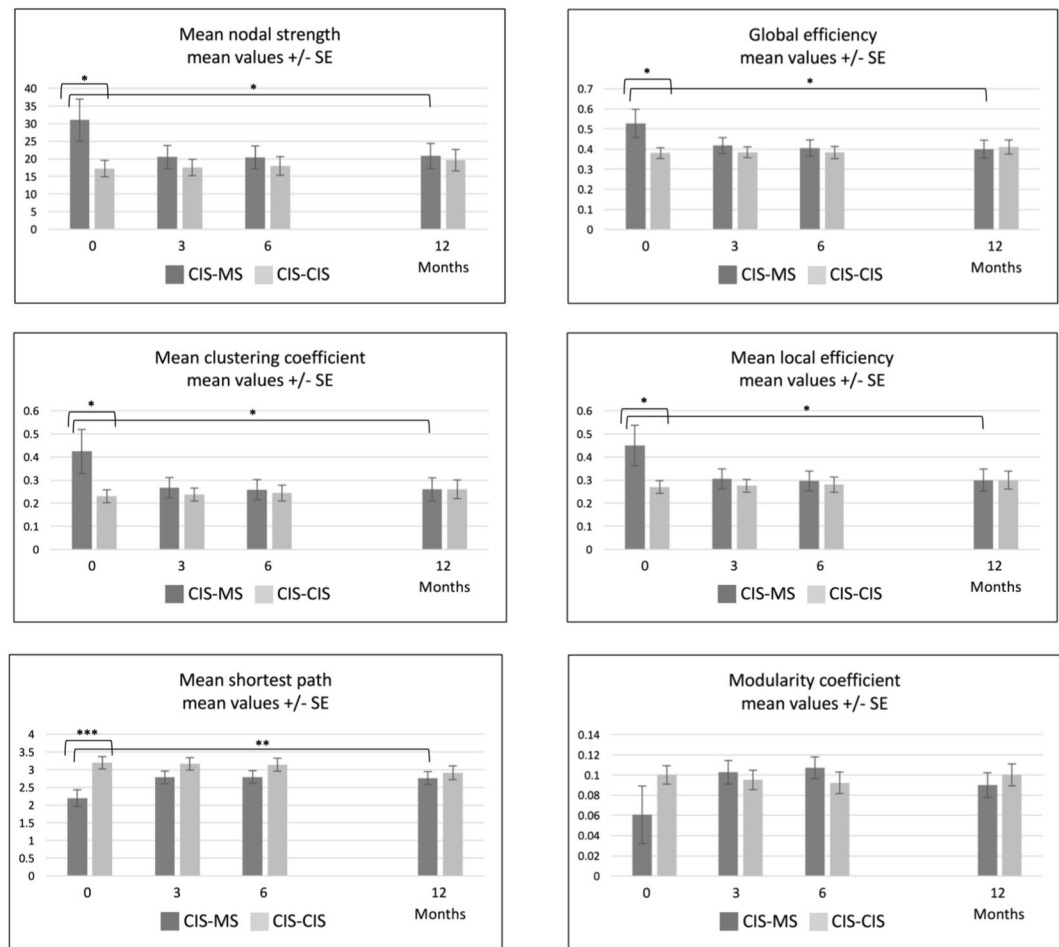 Mean nodal strength
mean values +/- SE
*
*
40
35
30
25
20
15
10
5
0
0 3 6 12
Months
CIS-MS CIS-CIS
Global efficiency
mean values +/- SE
*
*
0.7
0.6
0.5
0.4
0.3
0.2
0.1
0
0 3 6 12
Months
CIS-MS CIS-CIS
Mean clustering coefficient
mean values +/- SE
*
*
0.6
0.5
0.4
0.3
0.2
0.1
0
0 3 6 12
Months
CIS-MS CIS-CIS
Mean local efficiency
mean values +/- SE
*
*
0.6
0.5
0.4
0.3
0.2
0.1
0
0 3 6 12
Months
CIS-MS CIS-CIS
Mean shortest path
mean values +/- SE
***
**
4
3.5
3
2.5
2
1.5
1
0.5
0
0 3 6 12
Months
CIS-MS CIS-CIS
Modularity coefficient
mean values +/- SE
0.14
0.12
0.1
0.08
0.06
0.04
0.02
0
0 3 6 12
Months
CIS-MS CIS-CIS